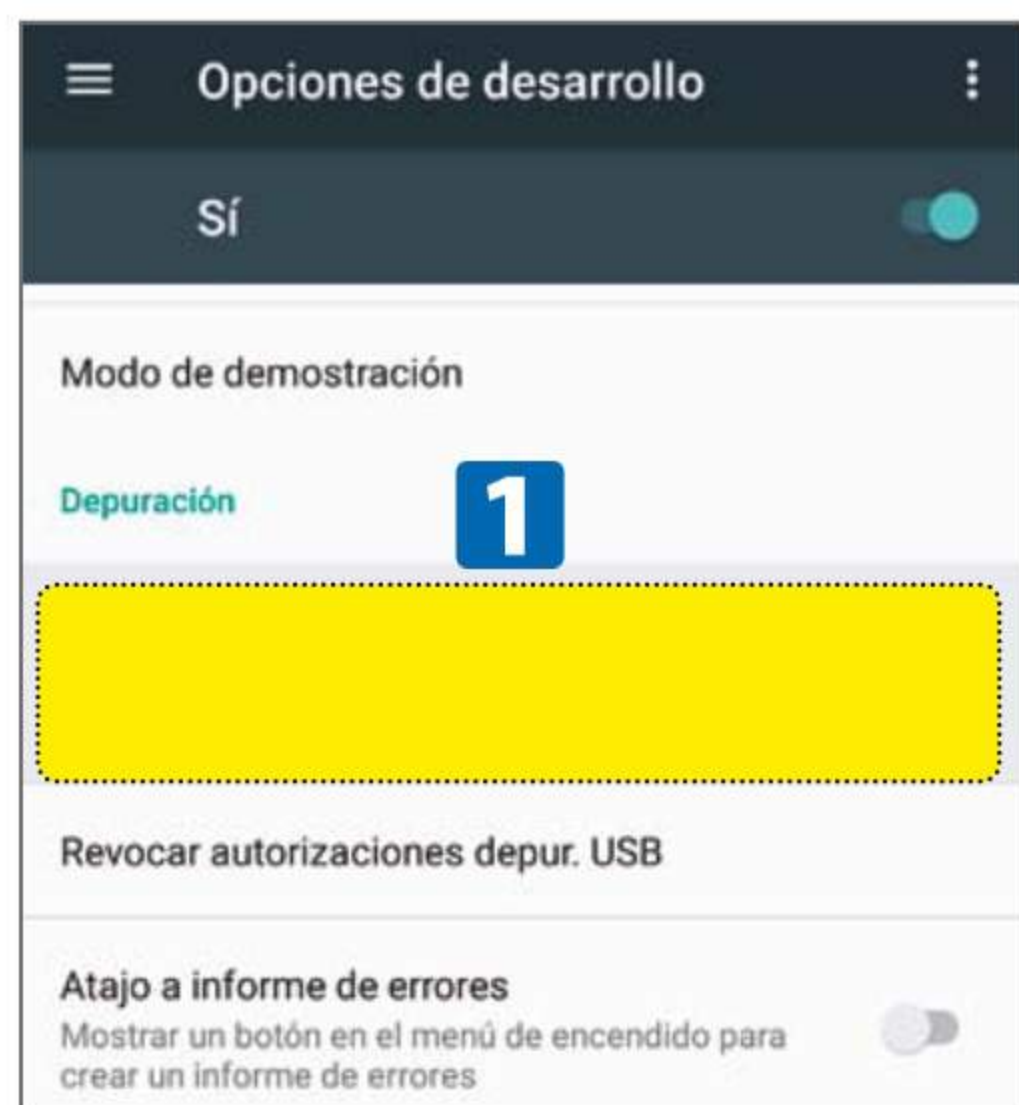 Opciones de desarrollo
Sí
Modo de demostración
Depuración
1
Revocar autorizaciones depur. USB
Atajo a informe de errores
Mostrar un botón en el menú de encendido para
crear un informe de errores